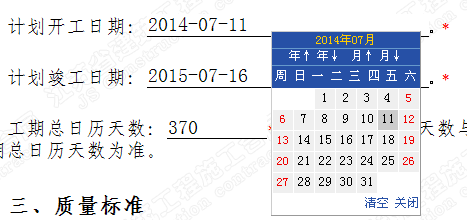 计划开工日期: 2014-07-11 。*
2014年07月
年↑ 年↓ 月↑ 月↓
计划竣工日期: 2015-07-16 。*
周 日 一 二 三 四 五 六
1 2 3 4 5
6 7 8 9 10 11 12
工期总日历天数: 370 * 天数与
13 14 15 16 17 18 19
期总日历天数为准。
20 21 22 23 24 25 26
27 28 29 30 31
清空 关闭
三、质量标准